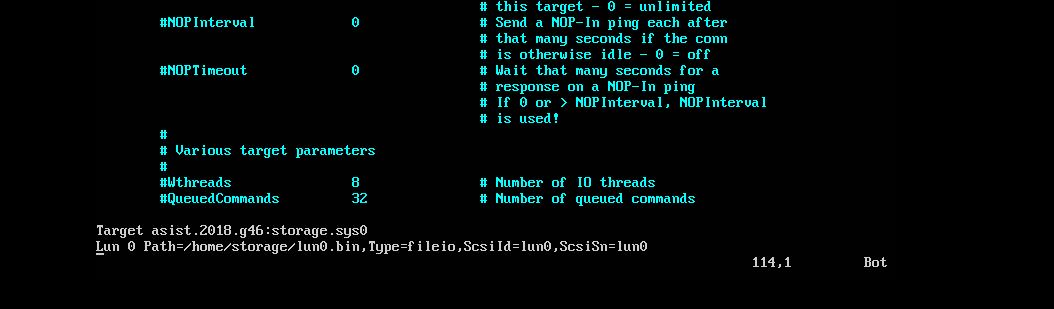 # this target - 0 = unlimited
#NOPInterval 0 # Send a NOP-In ping each after
# that many seconds if the conn
# is otherwise idle - 0 = off
#NOPTimeout 0 # Wait that many seconds for a
# response on a NOP-In ping
# If 0 or > NOPInterval, NOPInterval
# is used!
#
# Various target parameters
#
#Wthreads 8 # Number of IO threads
#QueuedCommands 32 # Number of queued commands
Target asist.2018.g46:storage.sys0
Lun 0 Path=/home/storage/lun0.bin,Type=fileio,ScsiId=lun0,ScsiSn=lun0
114,1 Bot